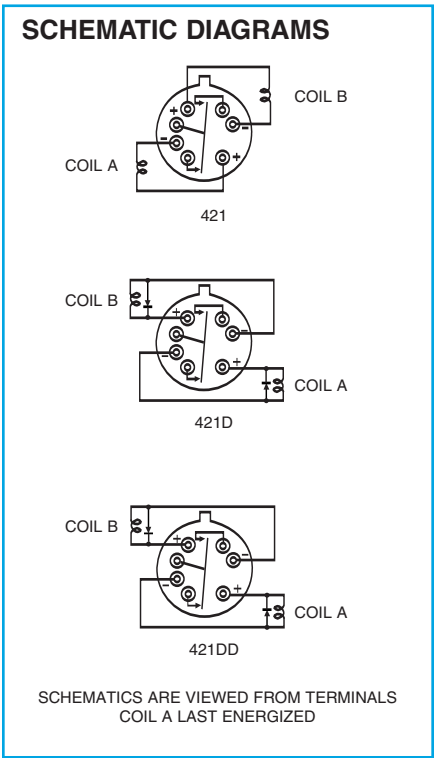 SCHEMATIC DIAGRAMS
COIL B
+
-
-
COIL A
+
421
COIL B
+
-
-
+
COIL A
421D
COIL B
+
-
-
+
COIL A
421DD
SCHEMATICS ARE VIEWED FROM TERMINALS
COIL A LAST ENERGIZED